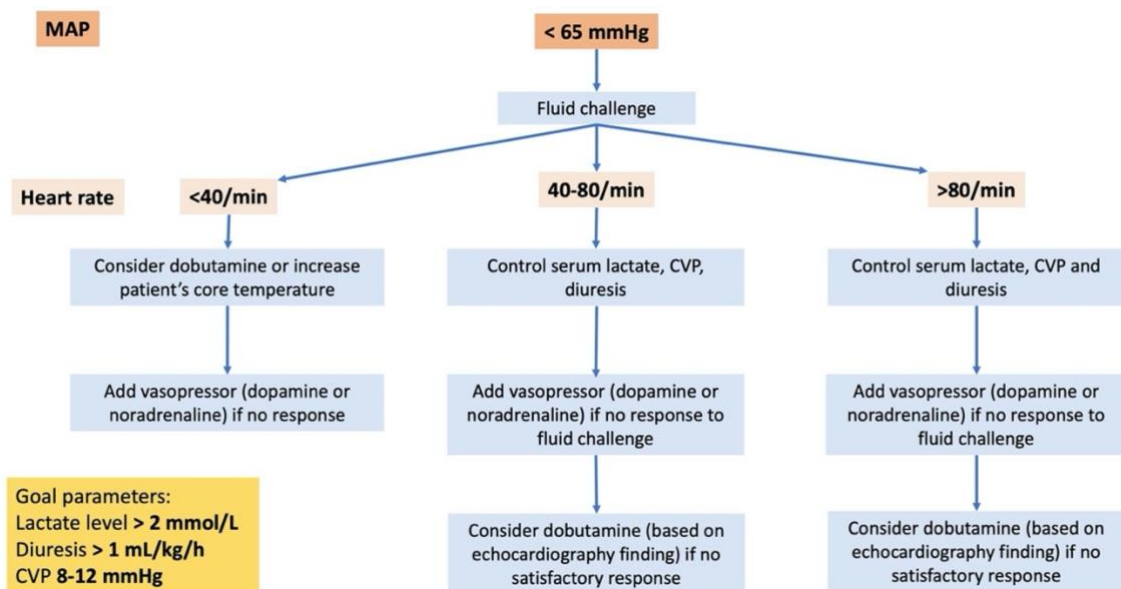 MAP
< 65 mmHg
Fluid challenge
Heart rate
<40/min
40-80/min
>80/min
Consider dobutamine or increase
patient's core temperature
Control serum lactate, CVP,
diuresis
Control serum lactate, CVP and
diuresis
Add vasopressor (dopamine or
noradrenaline) if no response
Add vasopressor (dopamine or
noradrenaline) if no response to
fluid challenge
Add vasopressor (dopamine or
noradrenaline) if no response to
fluid challenge
Goal parameters:
Lactate level > 2 mmol/L
Diuresis > 1 mL/kg/h
CVP 8-12 mmHg
Consider dobutamine (based on
echocardiography finding) if no
satisfactory response
Consider dobutamine (based on
echocardiography finding) if no
satisfactory response